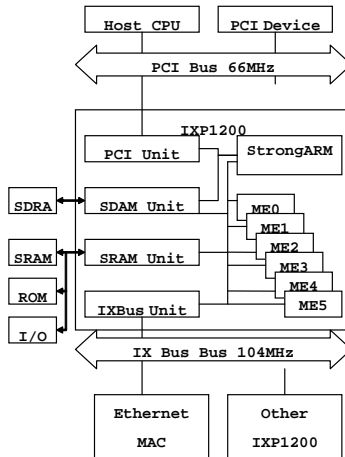 Host CPU
PCI Device
PCI Bus 66MHz
IXP1200
PCI Unit
StrongARM
SDRA
SDAM Unit
ME0
ME1
SRAM
SRAM Unit
ME2
ME3
ROM
ME4
IXBus Unit
ME5
I/O
IX Bus Bus 104MHz
Ethernet
MAC
Other
IXP1200